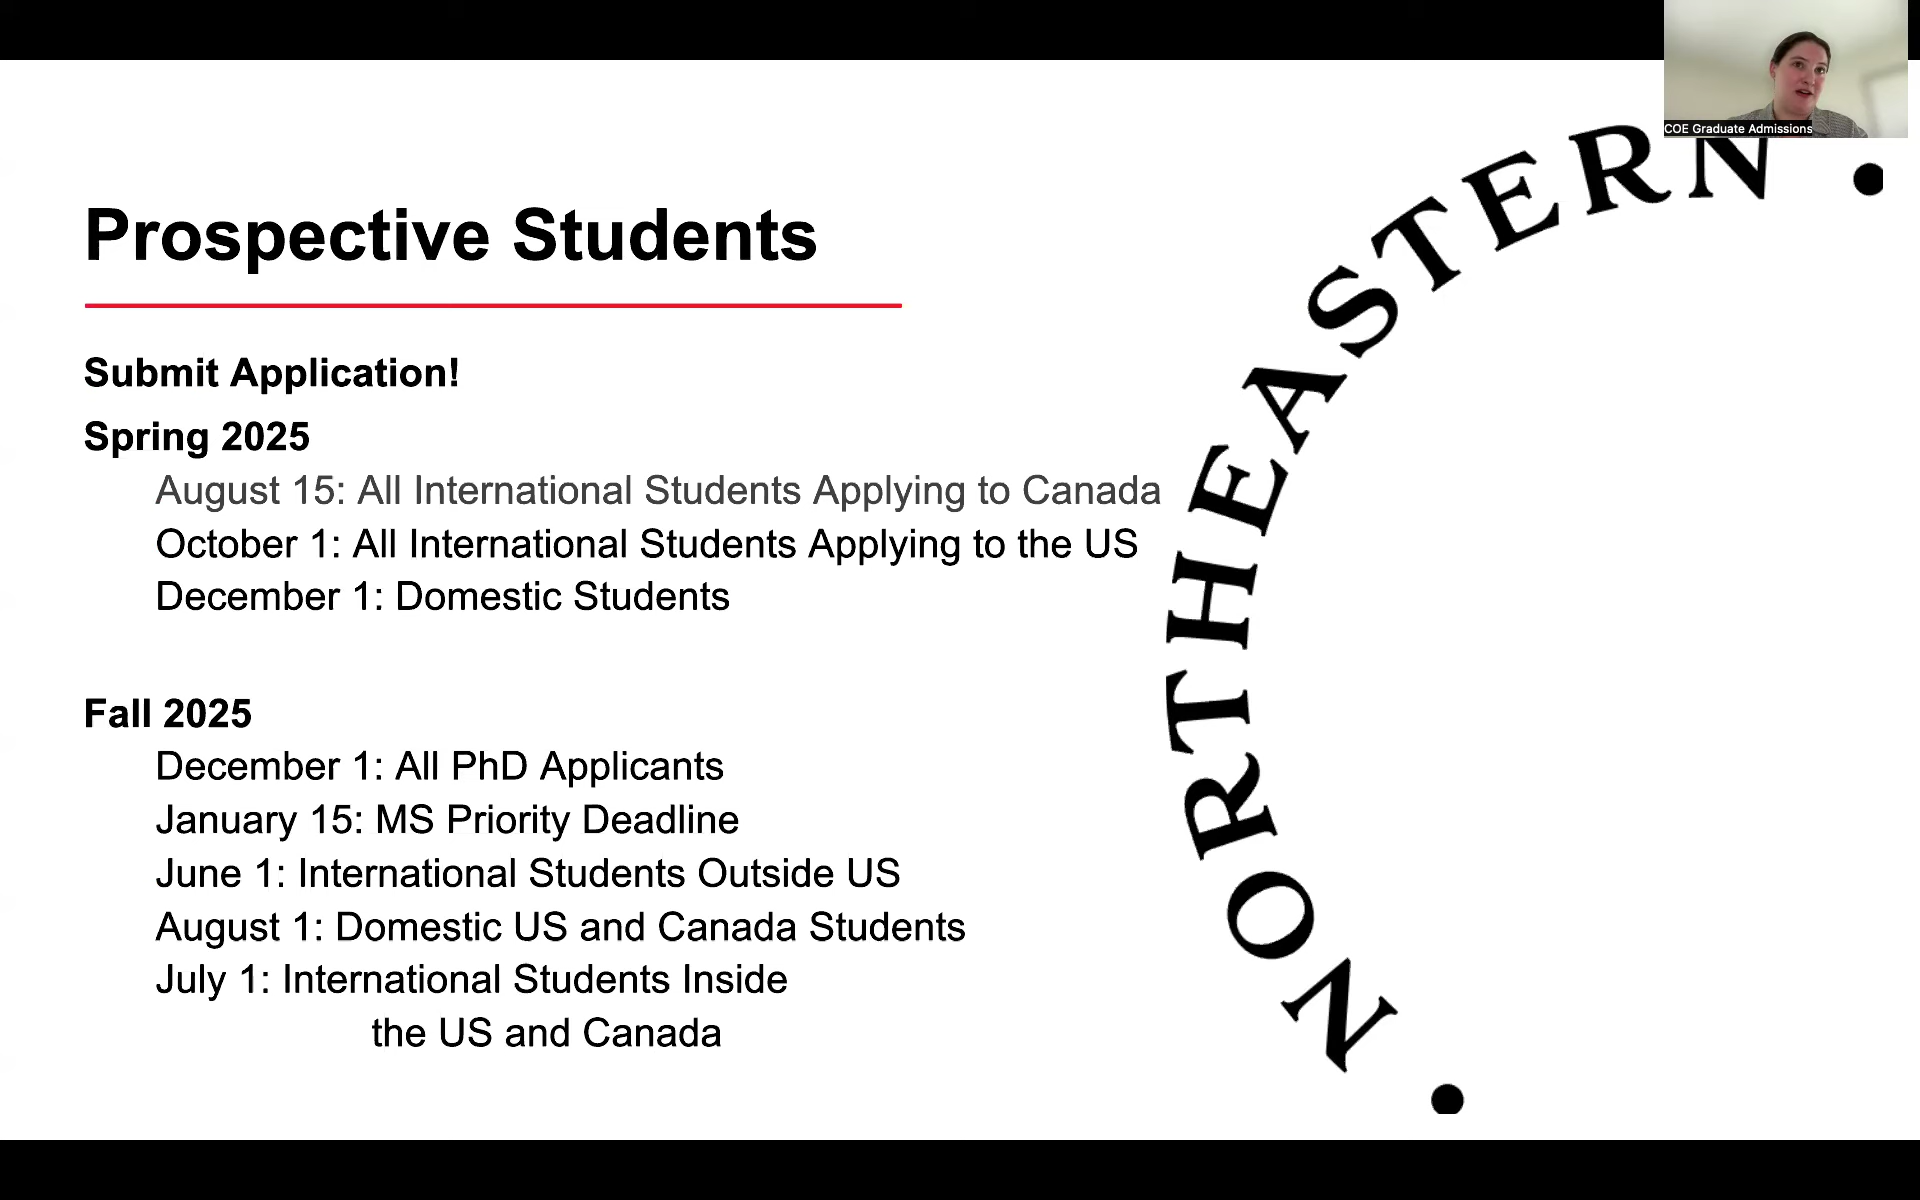 COE Graduate Admissions
NORTHEASTERN
Prospective Students
Submit Application!
Spring 2025
August 15: All International Students Applying to Canada
October 1: All International Students Applying to the US
December 1: Domestic Students
Fall 2025
December 1: All PhD Applicants
January 15: MS Priority Deadline
June 1: International Students Outside US
August 1: Domestic US and Canada Students
July 1: International Students Inside
the US and Canada